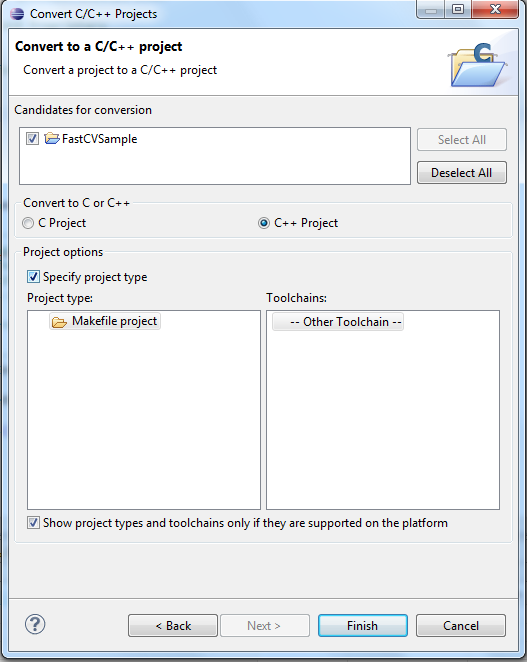 Convert C/C++ Projects
Convert to a C/C++ project
Convert a project to a C/C++ project
C
Candidates for conversion
FastCVSample
Select All
Deselect All
Convert to C or C++
C Project
C++ Project
Project options
Specify project type
Project type:
Toolchains:
Makefile project
-- Other Toolchain --
Show project types and toolchains only if they are supported on the platform
?
< Back
Next >
Finish
Cancel